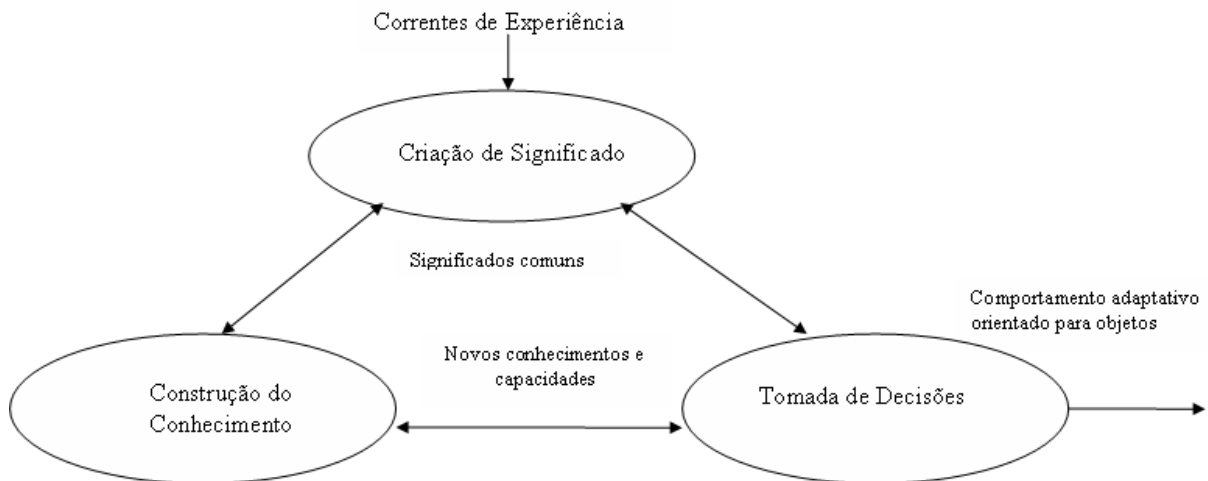 Correntes de Experiência
Criação de Significado
Significados comuns
Comportamento adaptativo
orientado para objetos
Novos conhecimentos e
capacidades
Construção do
Conhecimento
Tomada de Decisões